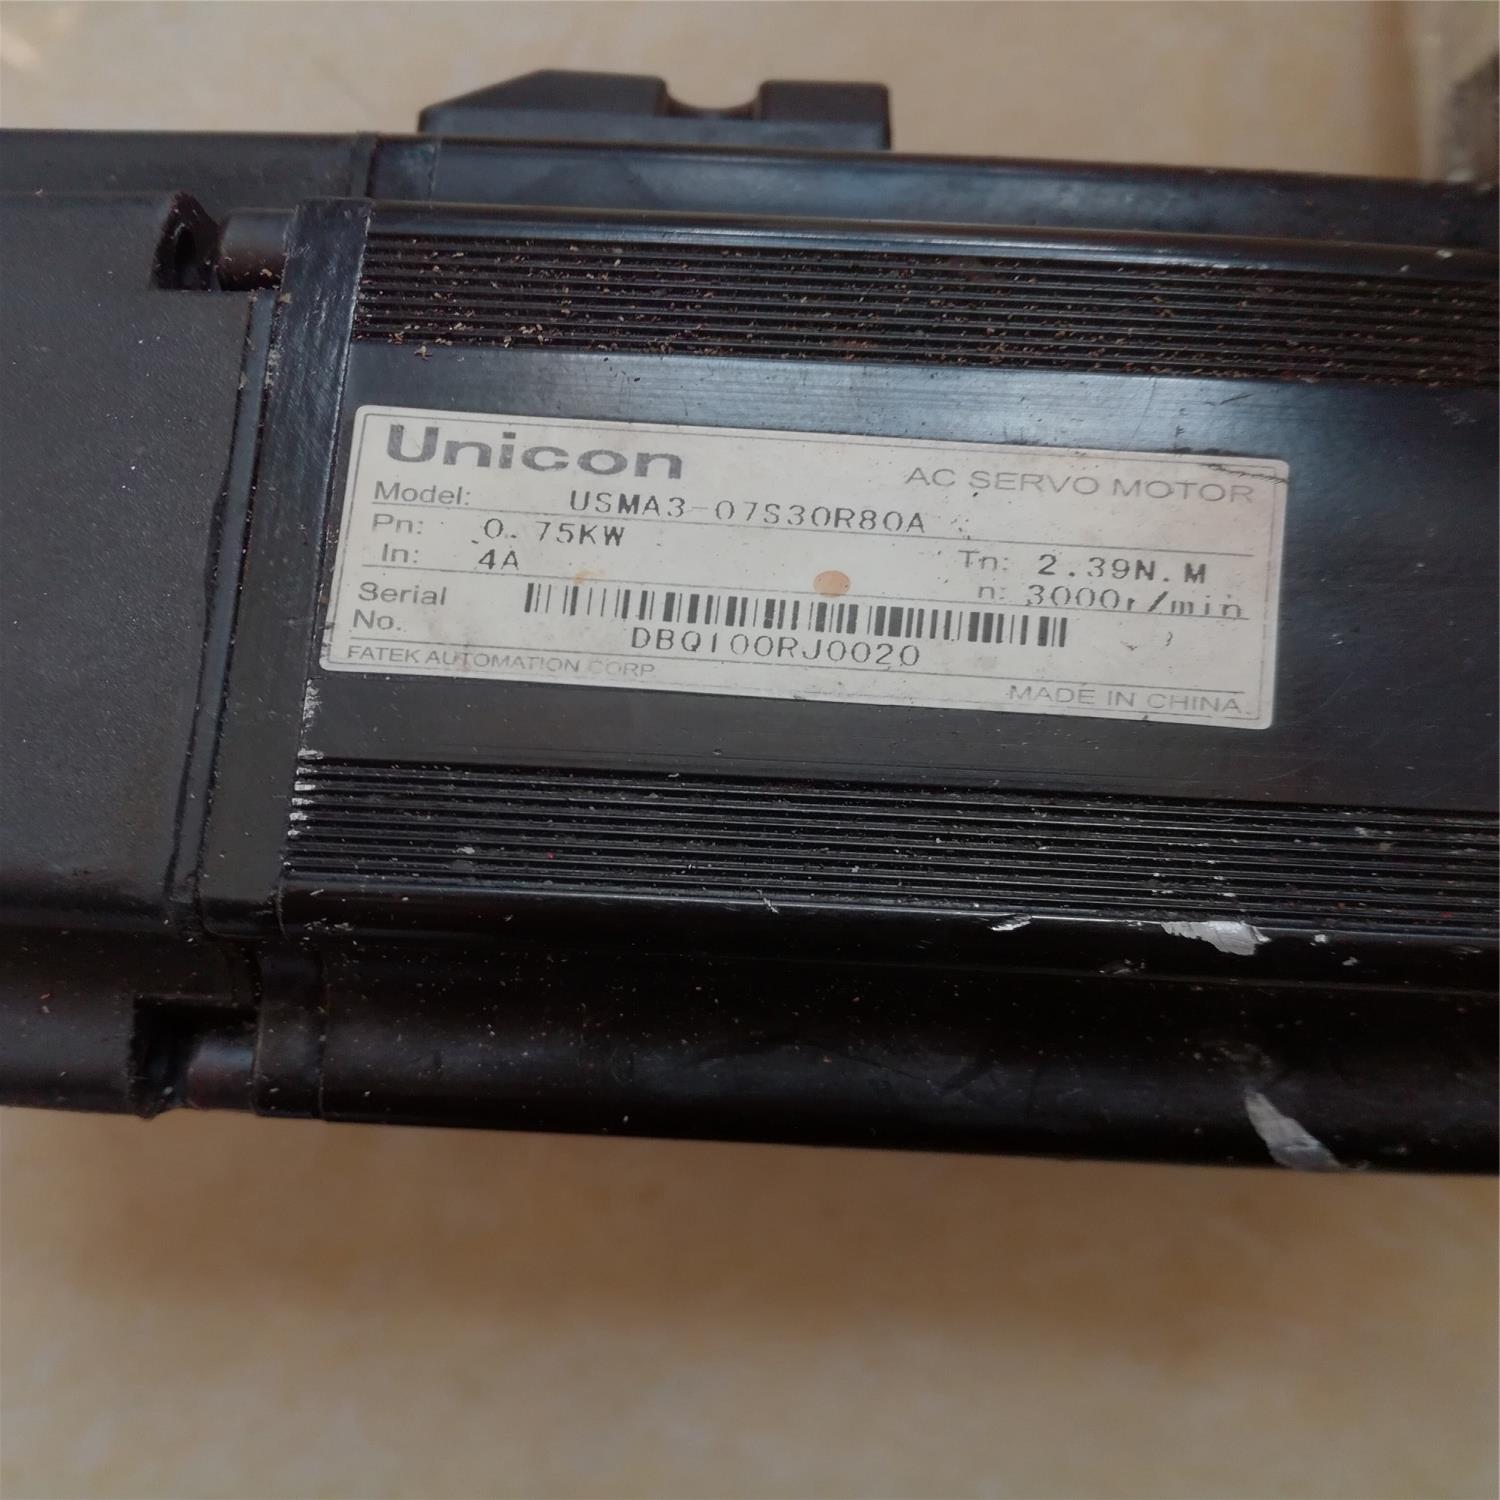 Unicon
AC SERVO MOTOR
Model: USMA3-07S30R80A
Pn: 0.75KW
Tn: 2.39N.M
In: 4A
n: 3000r/min
Serial No. DBQ100RJ0020
FATEK AUTOMATION CORP.
MADE IN CHINA